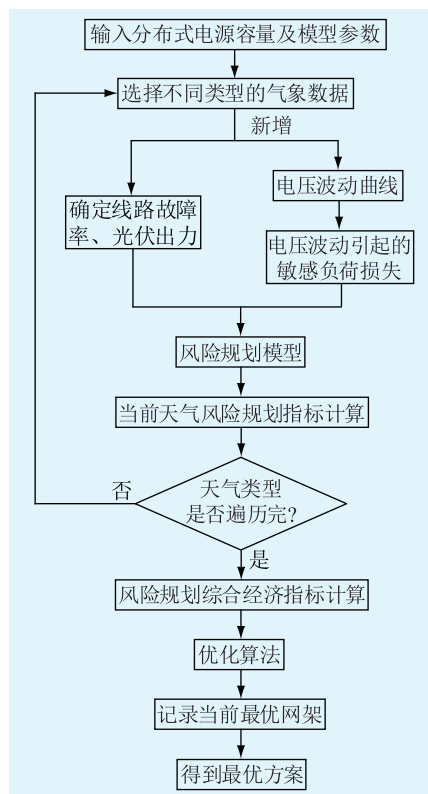 输入分布式电源容量及模型参数
选择不同类型的气象数据
新增
确定线路故障
率、光伏出力
电压波动曲线
电压波动引起的
敏感负荷损失
风险规划模型
当前天气风险规划指标计算
天气类型
是否遍历完?
否
是
风险规划综合经济指标计算
优化算法
记录当前最优网架
得到最优方案